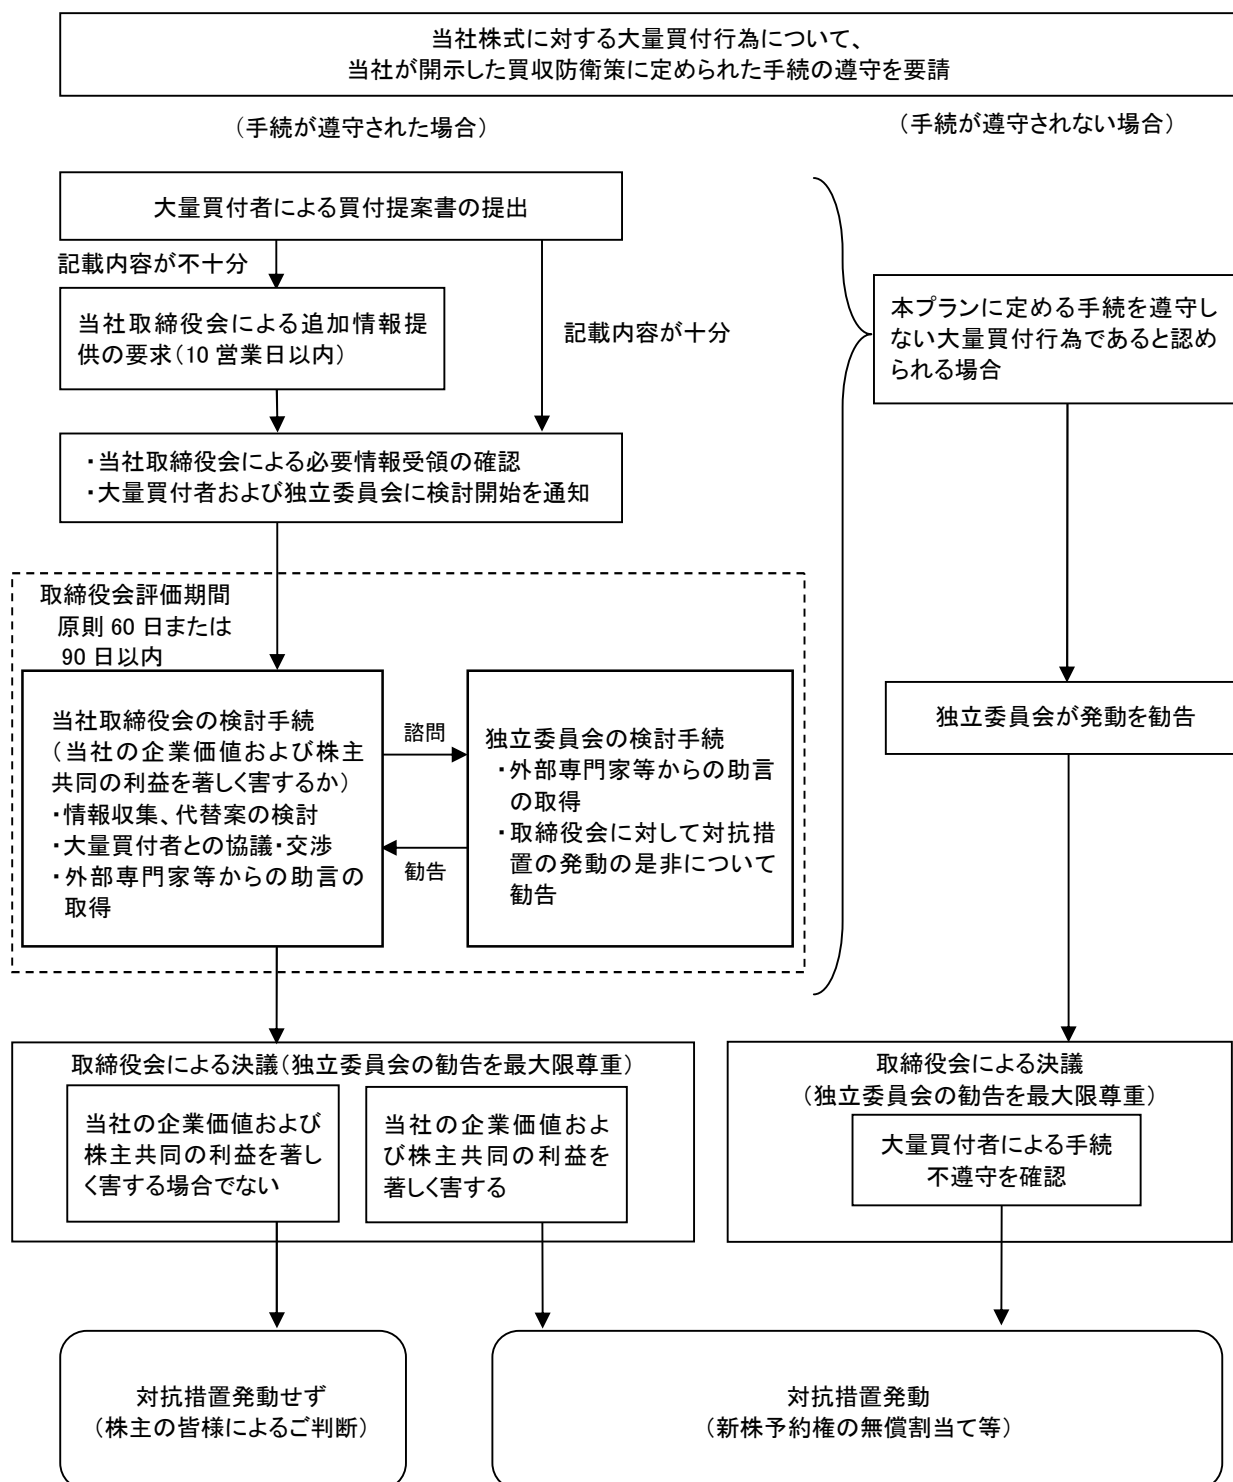 当社株式に対する大量買付行為について、
当社が開示した買収防衛策に定められた手続の遵守を要請
（手続が遵守された場合）
（手続が遵守されない場合）
大量買付者による買付提案書の提出
記載内容が不十分
当社取締役会による追加情報提
供の要求（10 営業日以内）
記載内容が十分
本プランに定める手続を遵守し
ない大量買付行為であると認め
られる場合
・当社取締役会による必要情報受領の確認
・大量買付者および独立委員会に検討開始を通知
取締役会評価期間
原則 60 日または
90 日以内
当社取締役会の検討手続
（当社の企業価値および株主
共同の利益を著しく害するか）
・情報収集、代替案の検討
・大量買付者との協議・交渉
・外部専門家等からの助言の
取得
諮問
勧告
独立委員会の検討手続
・外部専門家等からの助言
の取得
・取締役会に対して対抗措
置の発動の是非について
勧告
独立委員会が発動を勧告
取締役会による決議（独立委員会の勧告を最大限尊重）
当社の企業価値および
株主共同の利益を著し
く害する場合でない
当社の企業価値およ
び株主共同の利益を
著しく害する
取締役会による決議
（独立委員会の勧告を最大限尊重）
大量買付者による手続
不遵守を確認
対抗措置発動せず
（株主の皆様によるご判断）
対抗措置発動
（新株予約権の無償割当て等）